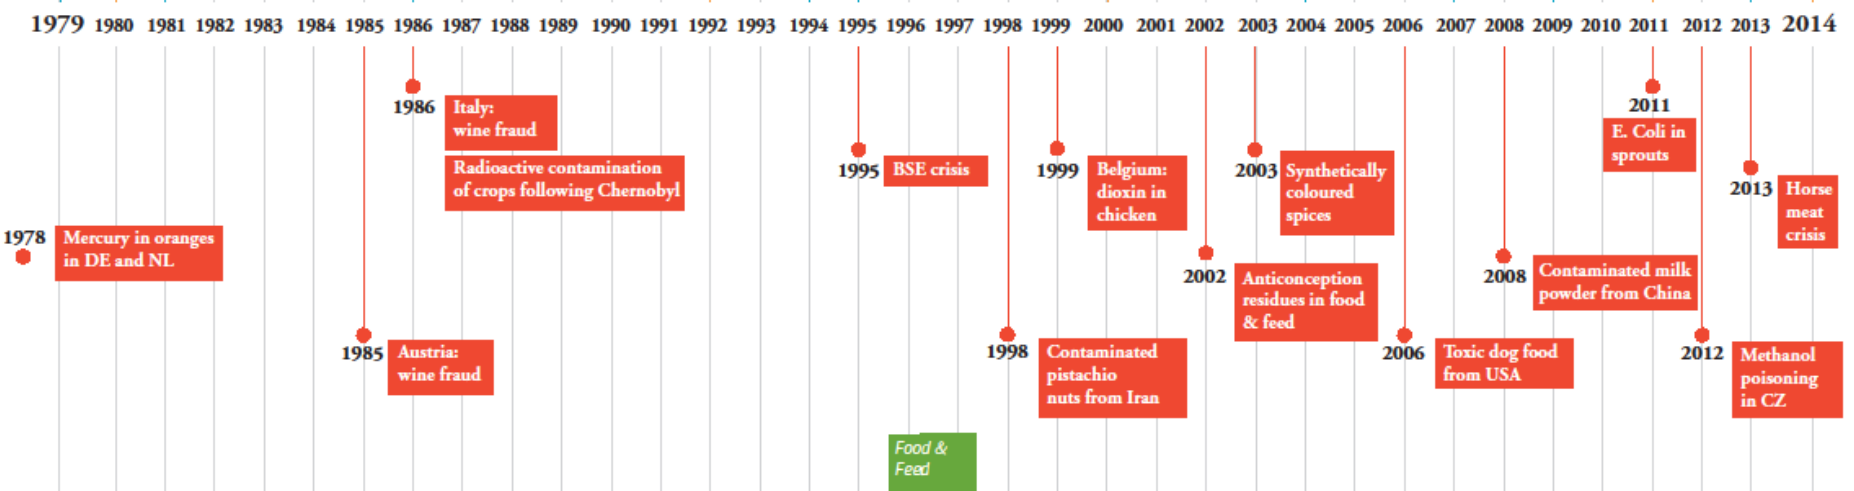 1979 1980 1981 1982 1983 1984 1985 1986 1987 1988 1989 1990 1991 1992 1993 1994 1995 1996 1997 1998 1999 2000 2001 2002 2003 2004 2005 2006 2007 2008 2009 2010 2011 2012 2013 2014
1978
Mercury in oranges
in DE and NL
1985
Austria:
wine fraud
1986
Italy:
wine fraud
Radioactive contamination
of crops following Chernobyl
1995
BSE crisis
Food &
Feed
1998
Contaminated
pistachio
nuts from Iran
1999
Belgium:
dioxin in
chicken
2002
Anticonception
residues in food
& feed
2003
Synthetically
coloured
spices
2006
Toxic dog food
from USA
2008
Contaminated milk
powder from China
2011
E. Coli in
sprouts
2012
Methanol
poisoning
in CZ
2013
Horse
meat
crisis